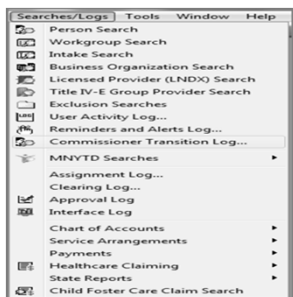 Searches/Logs Tools Window Help
Person Search
Workgroup Search
Intake Search
Business Organization Search
Licensed Provider (LNDX) Search
Title IV-E Group Provider Search
Exclusion Searches
User Activity Log...
Reminders and Alerts Log...
Commissioner Transition Log...
MNYTD Searches
Assignment Log...
Clearing Log...
Approval Log
Interface Log
Chart of Accounts
Service Arrangements
Payments
Healthcare Claiming
State Reports
Child Foster Care Claim Search